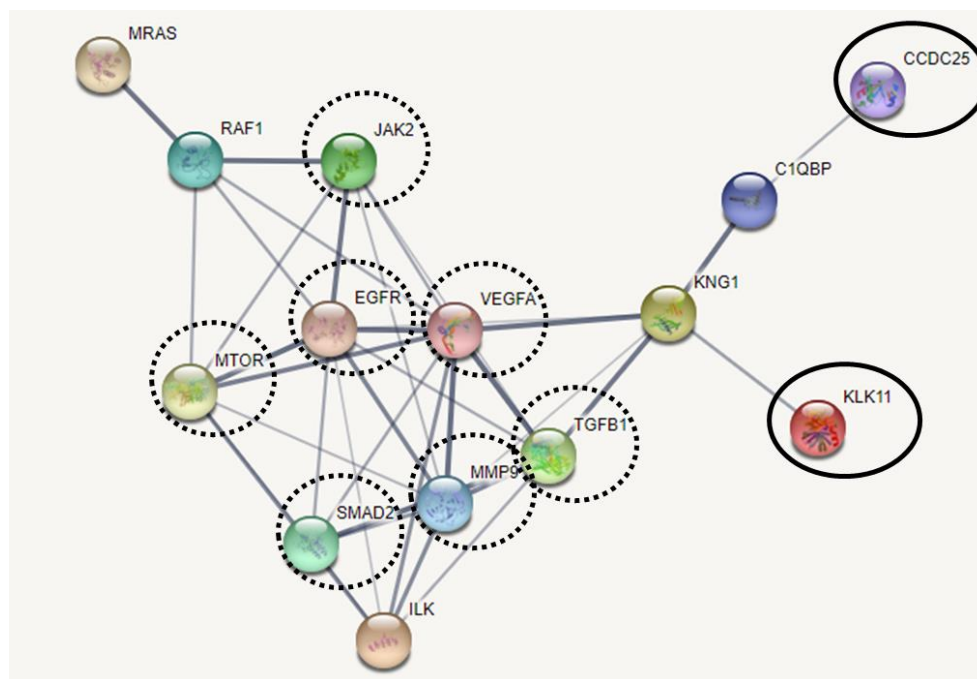 MRAS
CCDC25
RAF1
JAK2
C1QBP
KNG1
EGFR
VEGFA
MTOR
KLK11
TGFB1
MMP9
SMAD2
ILK